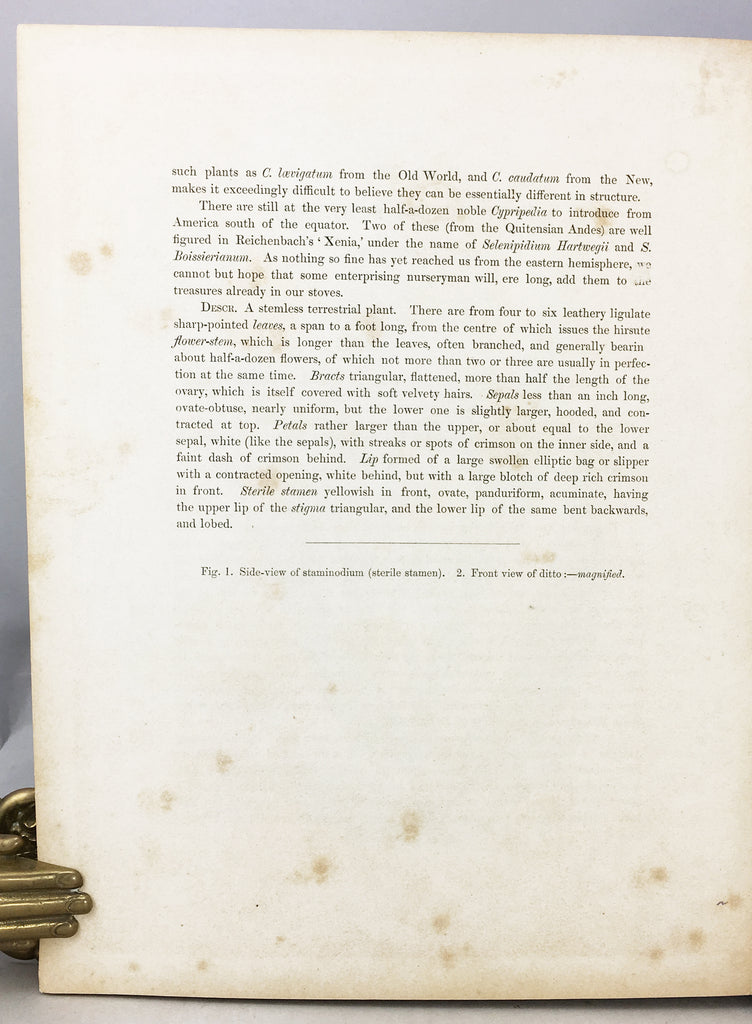 such plants as C. lævigatum from the Old World, and C. caudatum from the New,
makes it exceedingly difficult to believe they can be essentially different in structure.
There are still at the very least half-a-dozen noble Cypripedia to introduce from
America south of the equator. Two of these (from the Quitensian Andes) are well
figured in Reichenbach's ‘Xenia,’ under the name of Selenipidium Hartwegii and S.
Boissierianum. As nothing so fine has yet reached us from the eastern hemisphere, we
cannot but hope that some enterprising nurseryman will, ere long, add them to the
treasures already in our stoves.
Descr. A stemless terrestrial plant. There are from four to six leathery ligulate
sharp-pointed leaves, a span to a foot long, from the centre of which issues the hirsute
flower-stem, which is longer than the leaves, often branched, and generally bearin
about half-a-dozen flowers, of which not more than two or three are usually in perfec-
tion at the same time. Bracts triangular, flattened, more than half the length of the
ovary, which is itself covered with soft velvety hairs. Sepals less than an inch long,
ovate-obtuse, nearly uniform, but the lower one is slightly larger, hooded, and con-
tracted at top. Petals rather larger than the upper, or about equal to the lower
sepal, white (like the sepals), with streaks or spots of crimson on the inner side, and a
faint dash of crimson behind. Lip formed of a large swollen elliptic bag or slipper
with a contracted opening, white behind, but with a large blotch of deep rich crimson
in front. Sterile stamen yellowish in front, ovate, panduriform, acuminate, having
the upper lip of the stigma triangular, and the lower lip of the same bent backwards,
and lobed.
Fig. 1. Side-view of staminodium (sterile stamen). 2. Front view of ditto:—magnified.